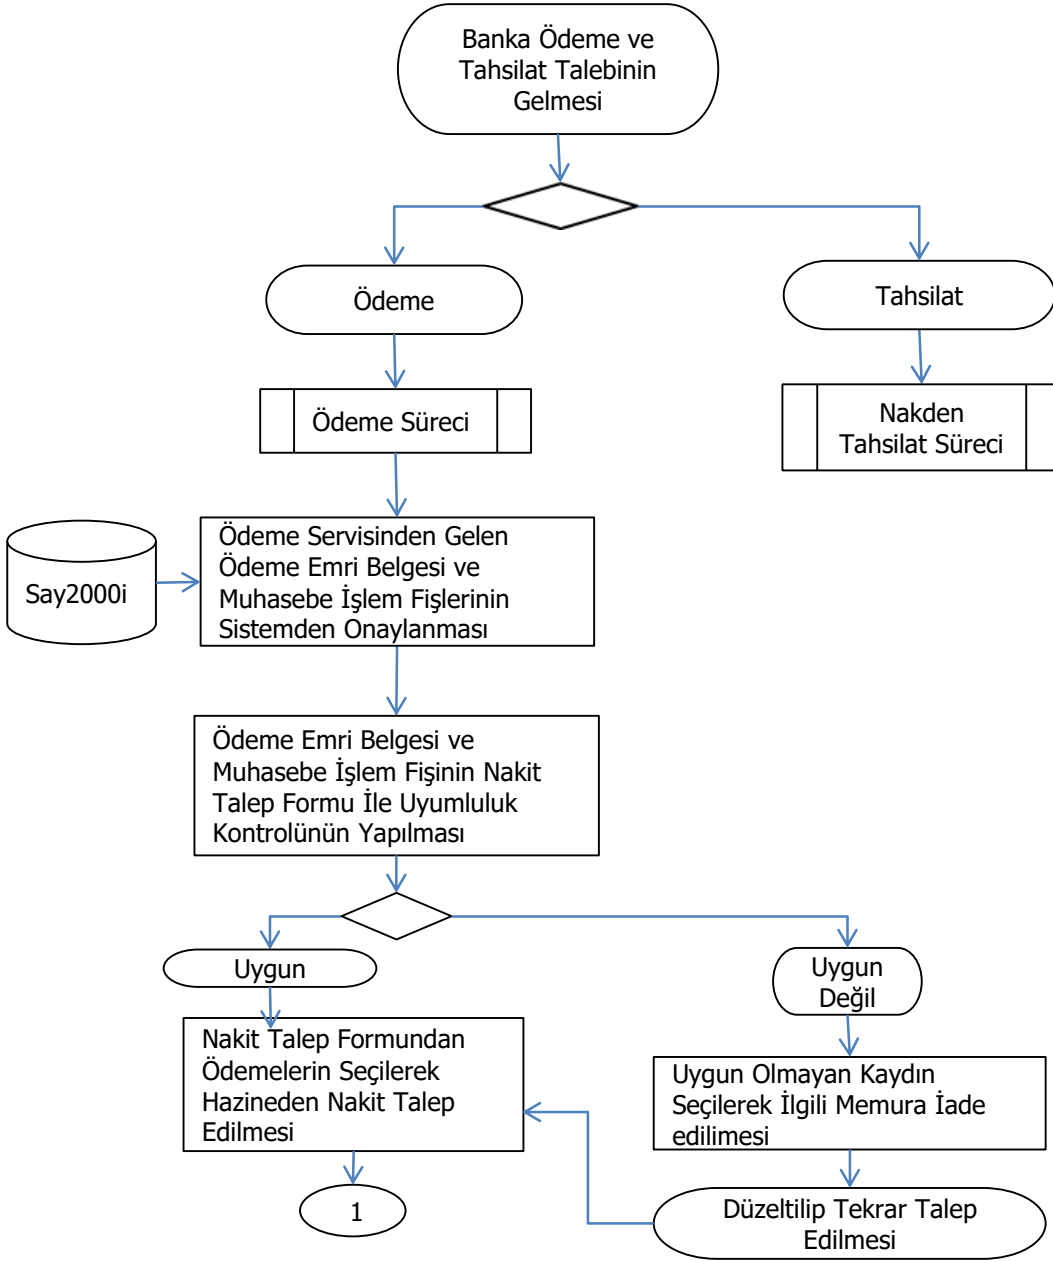 Banka Ödeme ve
Tahsilat Talebinin
Gelmesi
Ödeme
Tahsilat
Ödeme Süreci
Nakden
Tahsilat Süreci
Say2000i
Ödeme Servisinden Gelen
Ödeme Emri Belgesi ve
Muhasebe İşlem Fişlerinin
Sistemden Onaylanması
Ödeme Emri Belgesi ve
Muhasebe İşlem Fişinin Nakit
Talep Formu İle Uyumluluk
Kontrolünün Yapılması
Uygun
Uygun
Değil
Nakit Talep Formundan
Ödemelerin Seçilerek
Hazineden Nakit Talep
Edilmesi
Uygun Olmayan Kaydın
Seçilerek İlgili Memura İade
edilimesi
1
Düzeltilip Tekrar Talep
Edilmesi